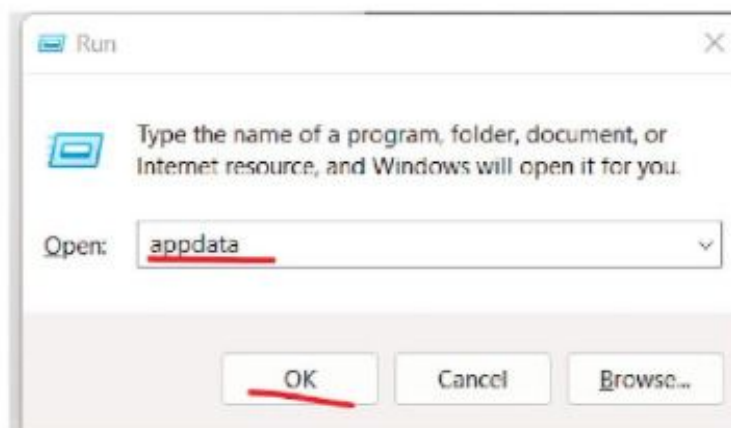 Run
Type the name of a program, folder, document, or
Internet resource, and Windows will open it for you.
Open: appdata
OK Cancel Browse...